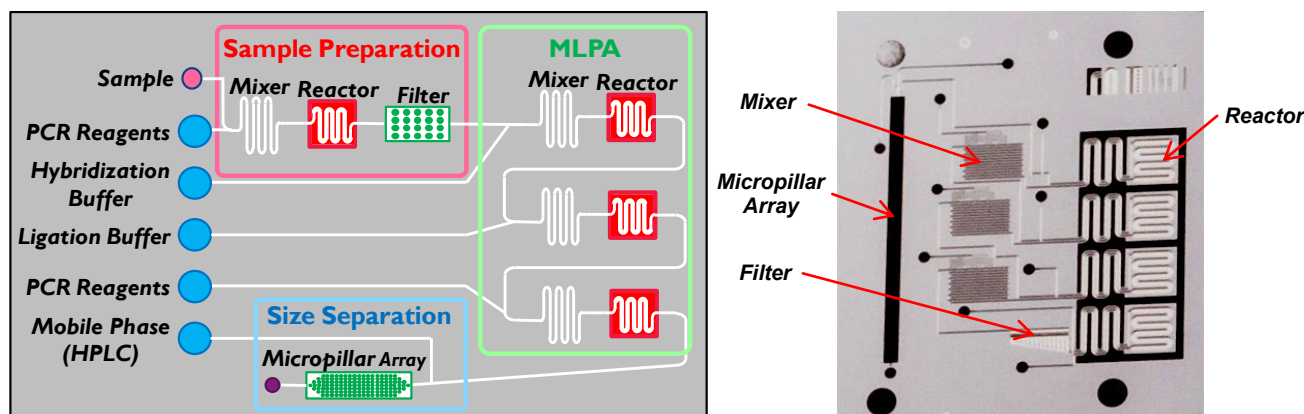 Sample Preparation
MLPA
Sample
Mixer
Reactor
Filter
Mixer
Reactor
PCR Reagents
Hybridization
Buffer
Ligation Buffer
PCR Reagents
Mobile Phase
(HPLC)
Size Separation
Micropillar Array
Mixer
Reactor
Micropillar
Array
Filter